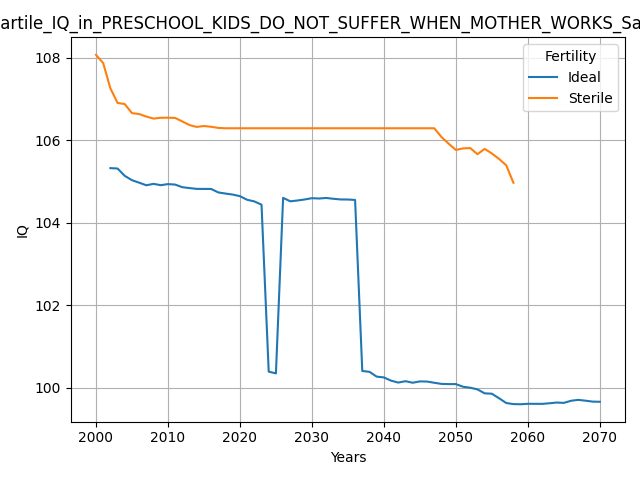 artile_IQ_in_PRESCHOOL_KIDS_DO_NOT_SUFFER_WHEN_MOTHER_WORKS_Sa
Fertility
Ideal
Sterile
108
106
104
102
100
IQ
2000 2010 2020 2030 2040 2050 2060 2070
Years